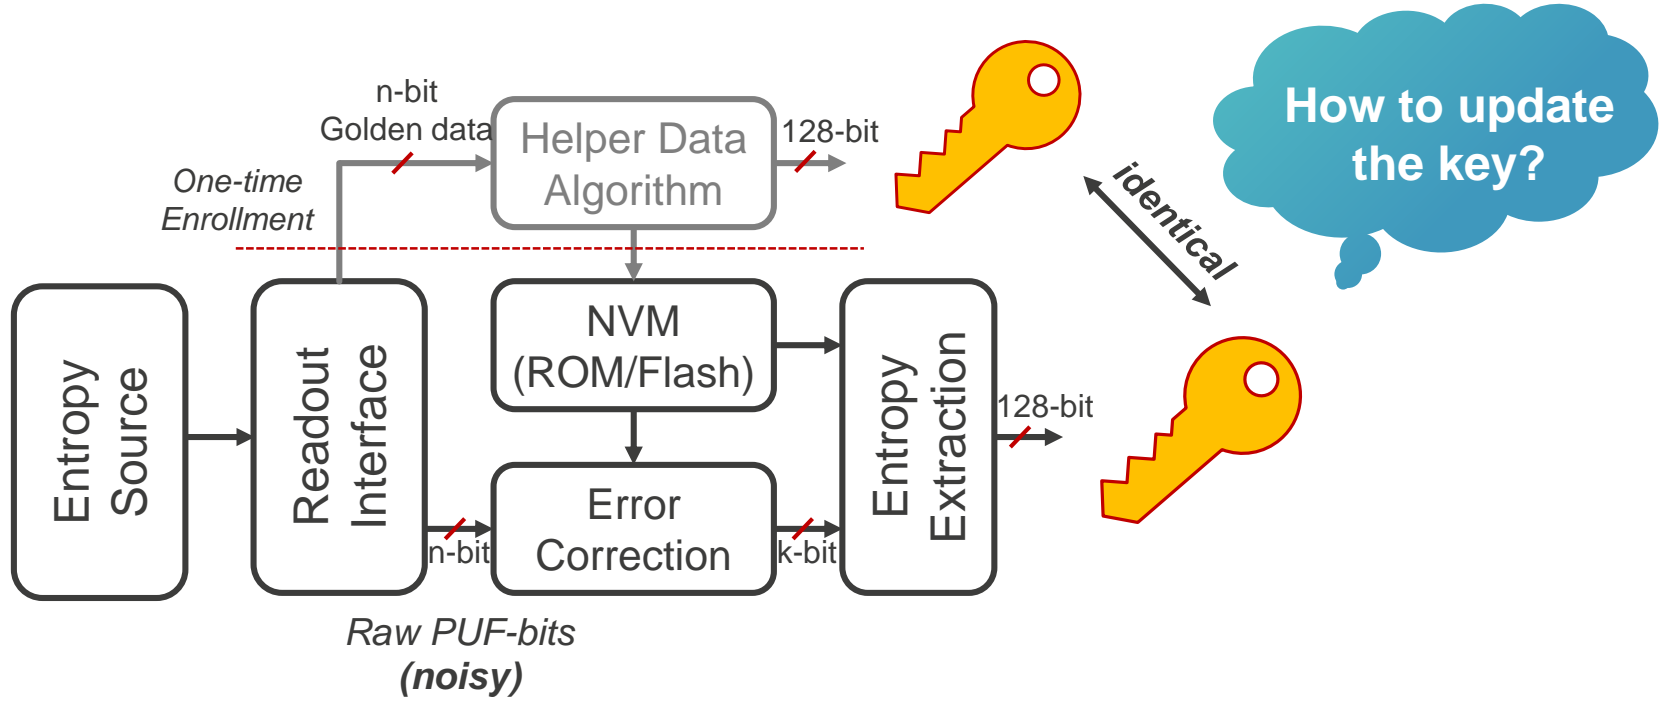 n-bit
Golden data
Helper Data
Algorithm
128-bit
How to update
the key?
One-time
Enrollment
identical
Entropy
Source
Readout
Interface
NVM
(ROM/Flash)
Entropy
Extraction
128-bit
n-bit
Error
Correction
k-bit
Raw PUF-bits
(noisy)